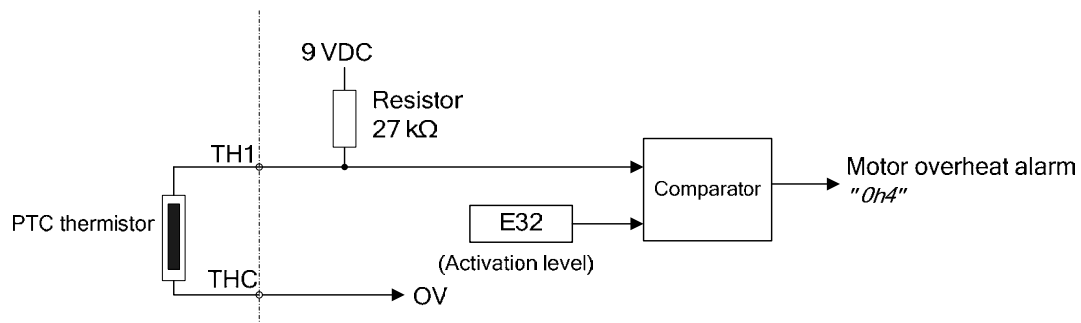 9 VDC
Resistor
27 kΩ
TH1
PTC thermistor
THC
0V
E32
(Activation level)
Comparator
Motor overheat alarm
"0h4"